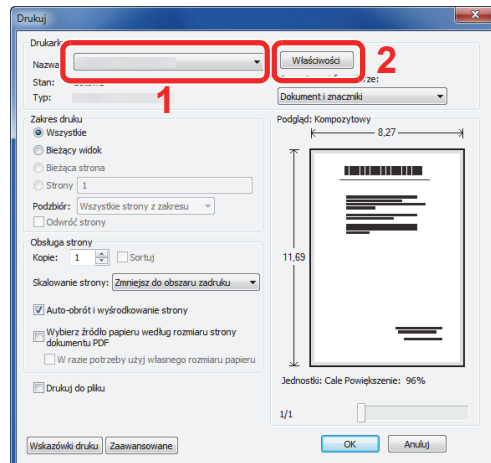 Drukuj
Drukarka
Nazwa
Właściwości
2
Stan:
1
Typ:
Dokument i znaczniki
Zakres druku
Wszystkie
Bieżący widok
Bieżąca strona
Strony 1
Podzbiór: Wszystkie strony z zakresu
Odwróć strony
Obsługa strony
Kopie: 1 Sortuj
Skalowanie strony: Zmniejsz do obszaru zadruku
Auto-obrót i wyśrodkowanie strony
Wybierz źródło papieru według rozmiaru strony
dokumentu PDF
W razie potrzeby użyj własnego rozmiaru papieru
Drukuj do pliku
Podgląd: Kompozytowy
8,27
11,69
Jednostki: Cale Powiększenie: 96%
1/1
Wskazówki druku Zaawansowane
OK Anuluj